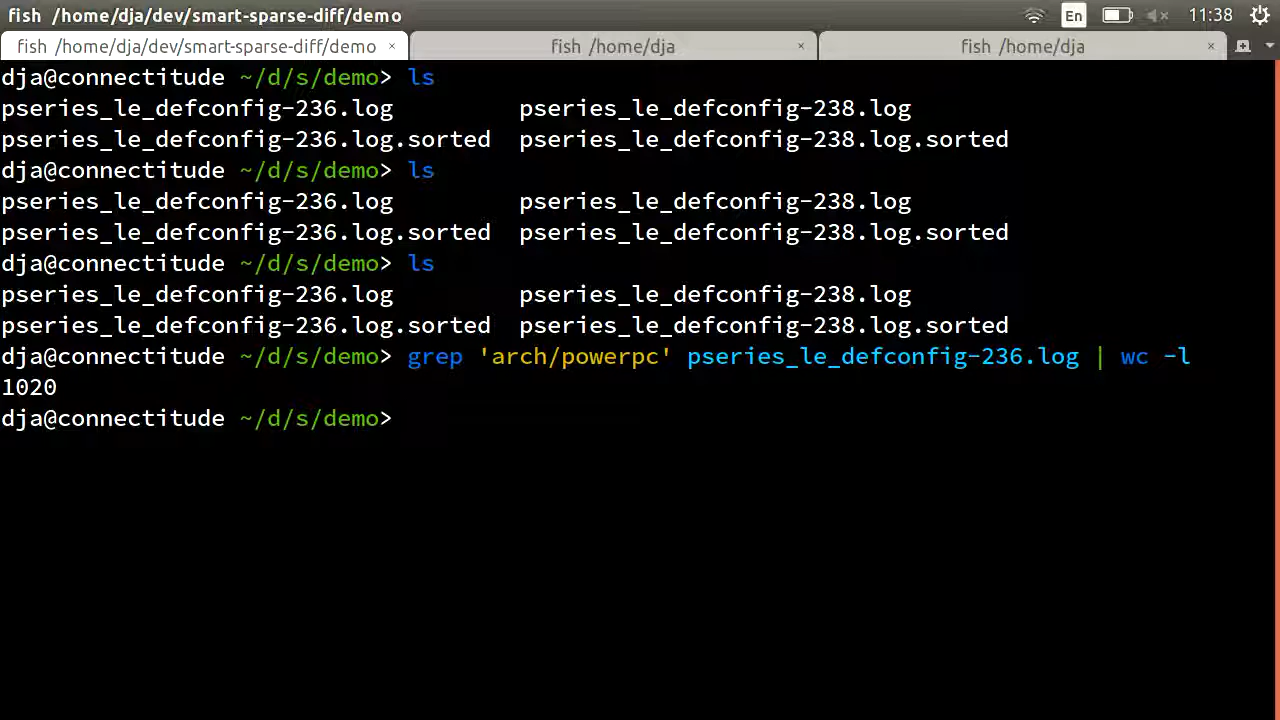 fish /home/dja/dev/smart-sparse-diff/demo En 11:38
fish /home/dja/dev/smart-sparse-diff/demo × fish /home/dja × fish /home/dja ×
dja@connectitude ~/d/s/demo> ls
pseries_le_defconfig-236.log pseries_le_defconfig-238.log
pseries_le_defconfig-236.log.sorted pseries_le_defconfig-238.log.sorted
dja@connectitude ~/d/s/demo> ls
pseries_le_defconfig-236.log pseries_le_defconfig-238.log
pseries_le_defconfig-236.log.sorted pseries_le_defconfig-238.log.sorted
dja@connectitude ~/d/s/demo> ls
pseries_le_defconfig-236.log pseries_le_defconfig-238.log
pseries_le_defconfig-236.log.sorted pseries_le_defconfig-238.log.sorted
dja@connectitude ~/d/s/demo> grep 'arch/powerpc' pseries_le_defconfig-236.log | wc -l
1020
dja@connectitude ~/d/s/demo>